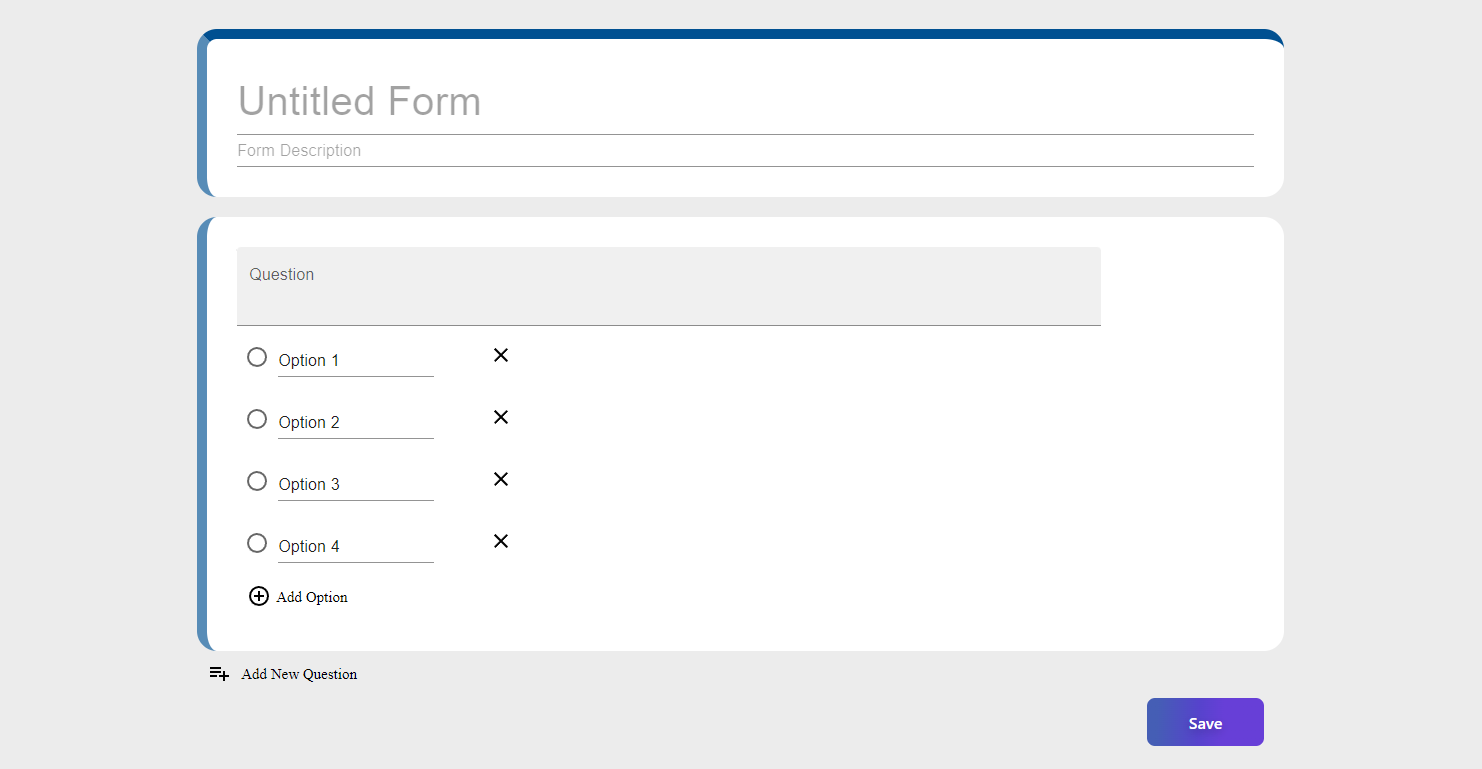 Untitled Form
Form Description
Question
Option 1
Option 2
Option 3
Option 4
Add Option
Add New Question
Save